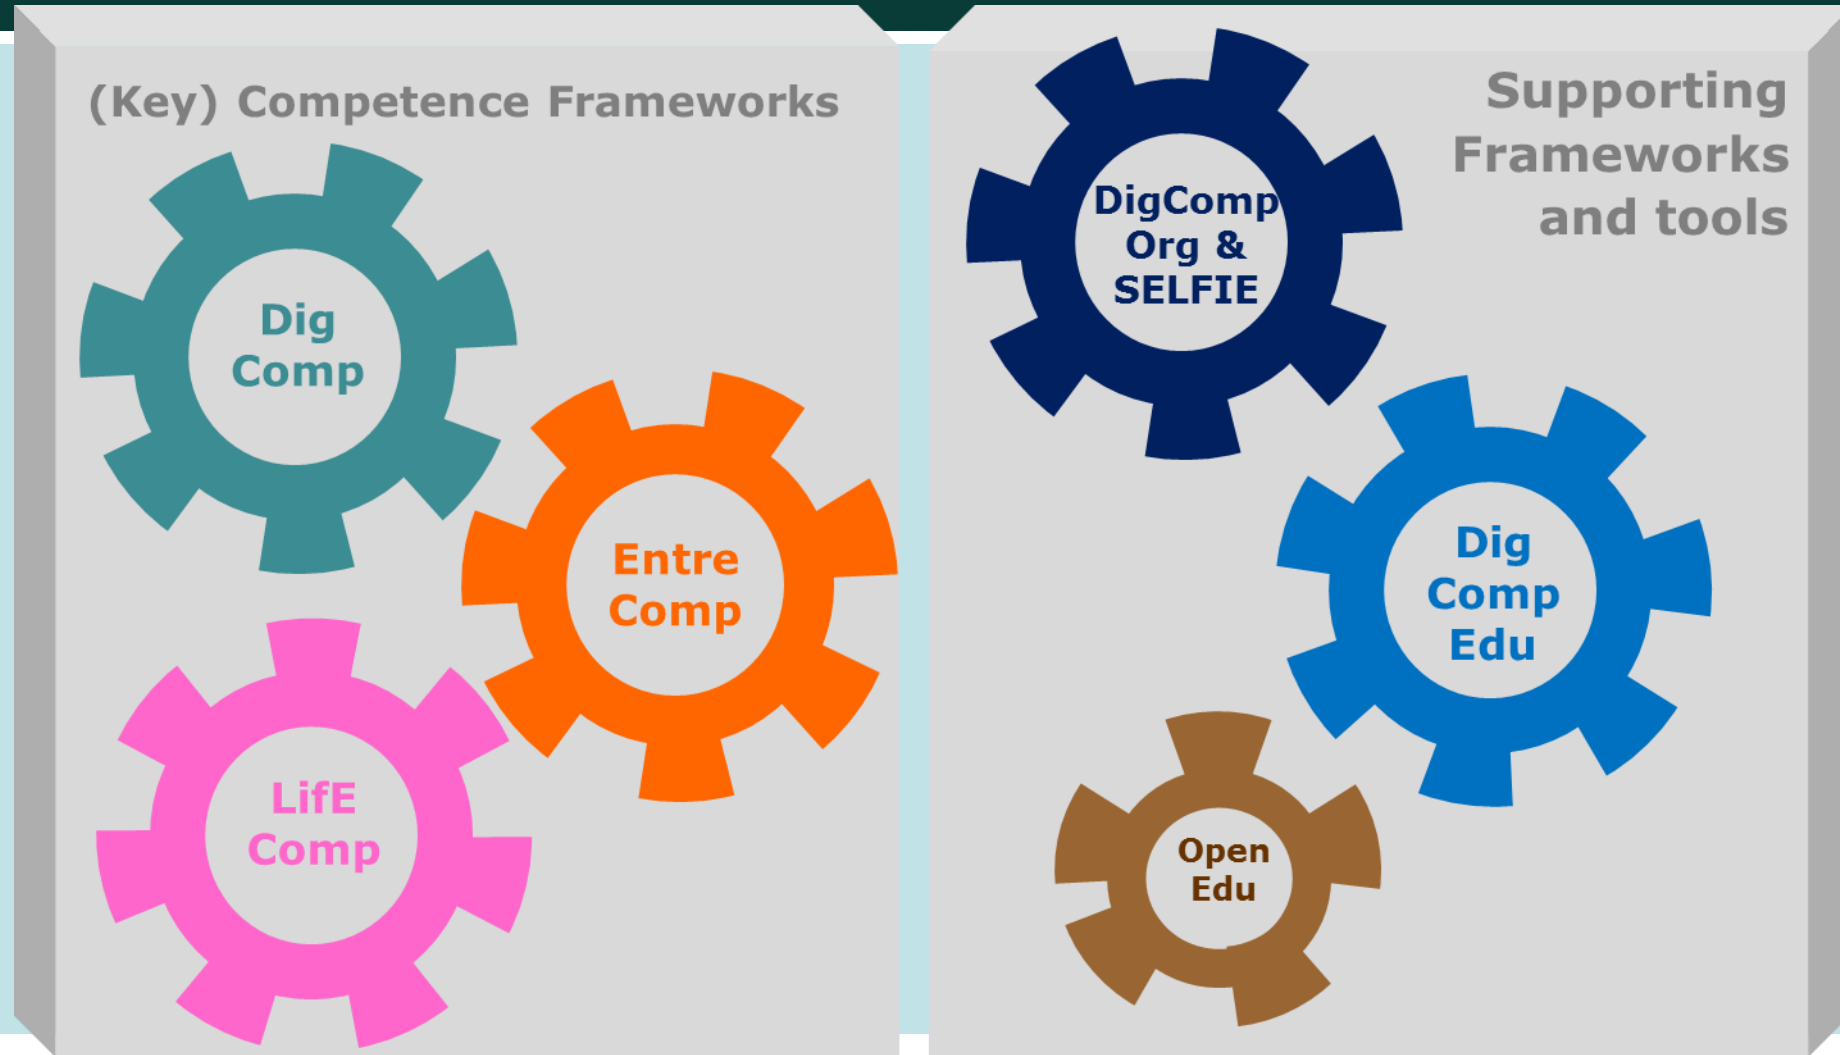 (Key) Competence Frameworks
Dig
Comp
Entre
Comp
LifE
Comp
Supporting
Frameworks
and tools
DigComp
Org &
SELFIE
Dig
Comp
Edu
Open
Edu